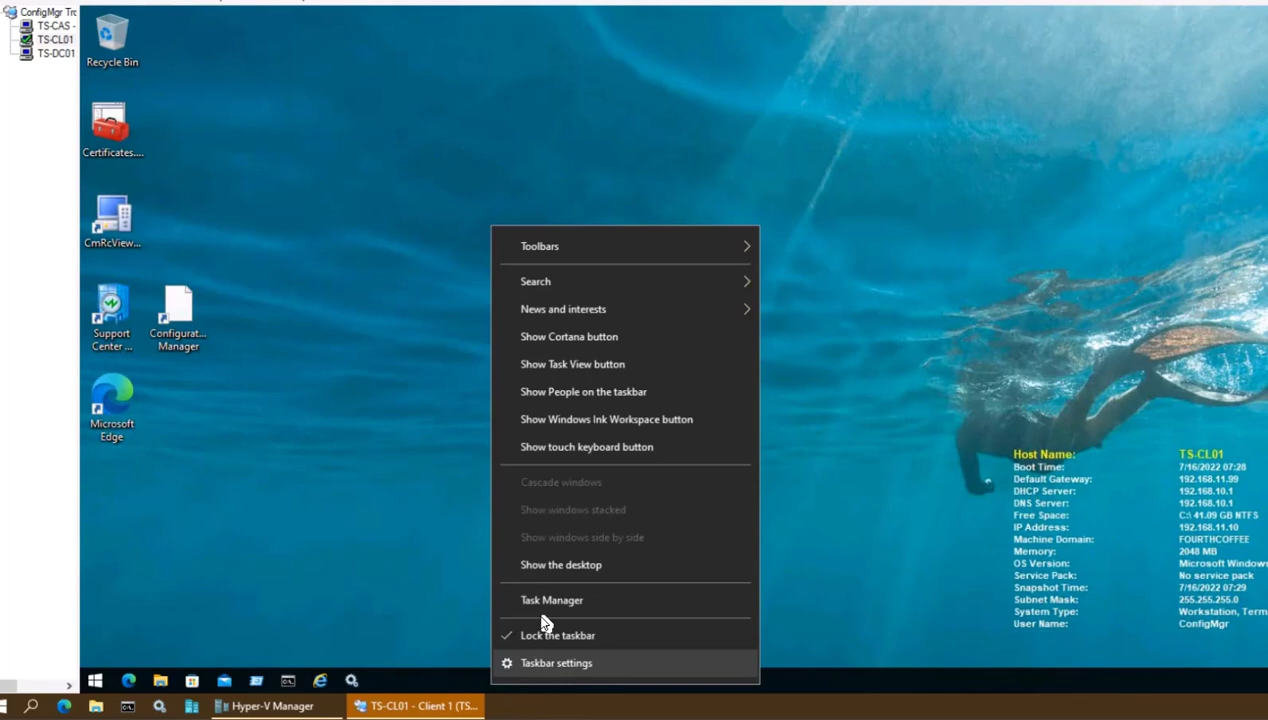 ConfigMgr Trc
TS-CAS -
TS-CL01
TS-DC01
Recycle Bin
Certificates....
CmRcView...
Support
Center ...
Configurat...
Manager
Microsoft
Edge
Toolbars
Search
News and interests
Show Cortana button
Show Task View button
Show People on the taskbar
Show Windows Ink Workspace button
Show touch keyboard button
Cascade windows
Show windows stacked
Show windows side by side
Show the desktop
Task Manager
Lock the taskbar
Taskbar settings
Host Name: TS-CL01
Boot Time: 7/16/2022 07:28
Default Gateway: 192.168.11.99
DHCP Server: 192.168.10.1
DNS Server: 192.168.10.1
Free Space: C:\ 41.09 GB NTFS
IP Address: 192.168.11.10
Machine Domain: FOURTHCOFFEE
Memory: 2048 MB
OS Version: Microsoft Window
Service Pack: No service pack
Snapshot Time: 7/16/2022 07:29
Subnet Mask: 255.255.255.0
System Type: Workstation, Term
User Name: ConfigMgr
Hyper-V Manager
TS-CL01 - Client 1 (TS...